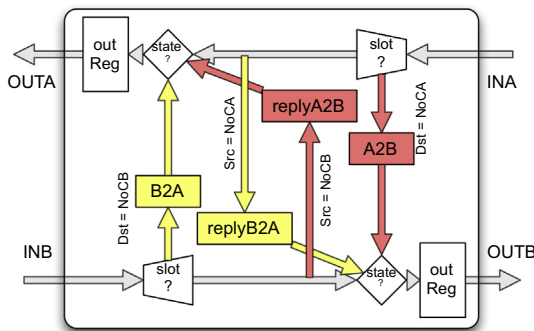 out
Reg
state
?
slot
?
OUTA
INA
replyA2B
Src = NoCA
A2B
Dst = NoCA
B2A
Dst = NoCB
Src = NoCB
replyB2A
INB
OUTB
slot
?
state
?
out
Reg